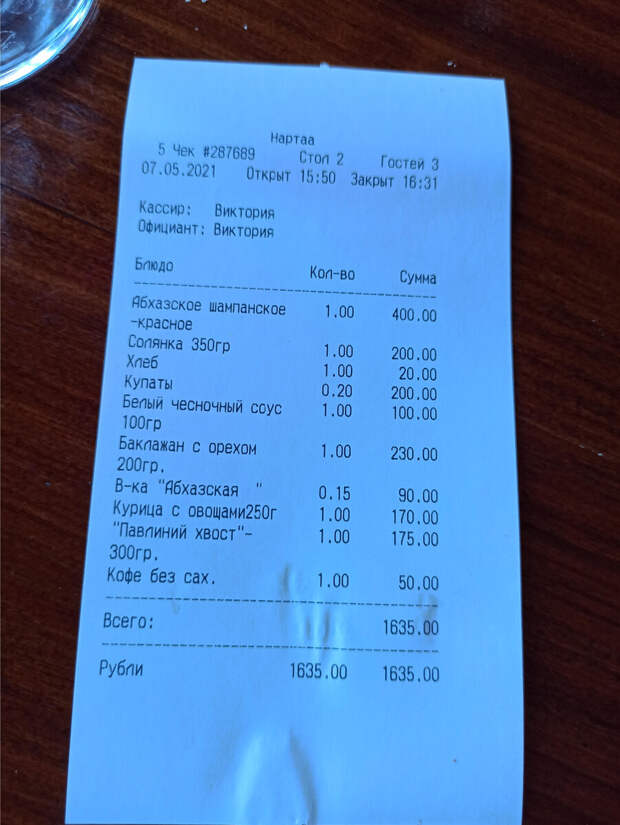 Нартаа
5 Чек #287689 Стол 2 Гостей 3
07.05.2021 Открыт 15:50 Закрыт 16:31
Кассир: Виктория
Официант: Виктория
Блюдо Кол-во Сумма
Абхазское шампанское 1.00 400.00
-красное
Солянка 350гр 1.00 200.00
Хлеб 1.00 20.00
Купаты 0.20 200.00
Белый чесночный соус 1.00 100.00
100гр
Баклажан с орехом 1.00 230.00
200гр.
В-ка "Абхазская " 0.15 90.00
Курица с овощами250г 1.00 170.00
"Павлиний хвост"- 1.00 175.00
300гр.
Кофе без сах. 1.00 50.00
Всего: 1635.00
Рубли 1635.00 1635.00